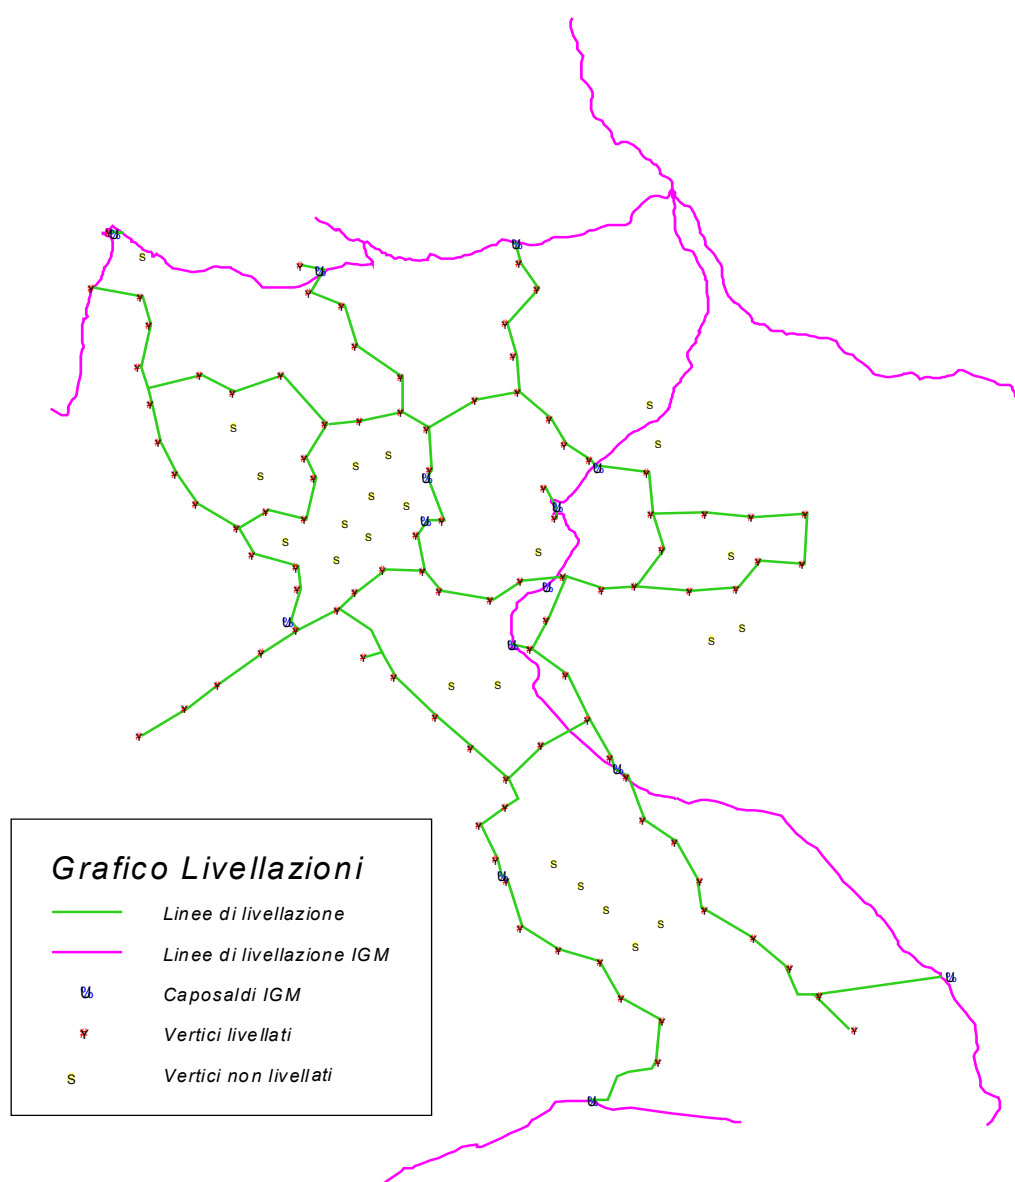 Grafico Livellazioni
Linee di livellazione
Linee di livellazione IGM
Caposaldi IGM
Vertici livellati
Vertici non livellati